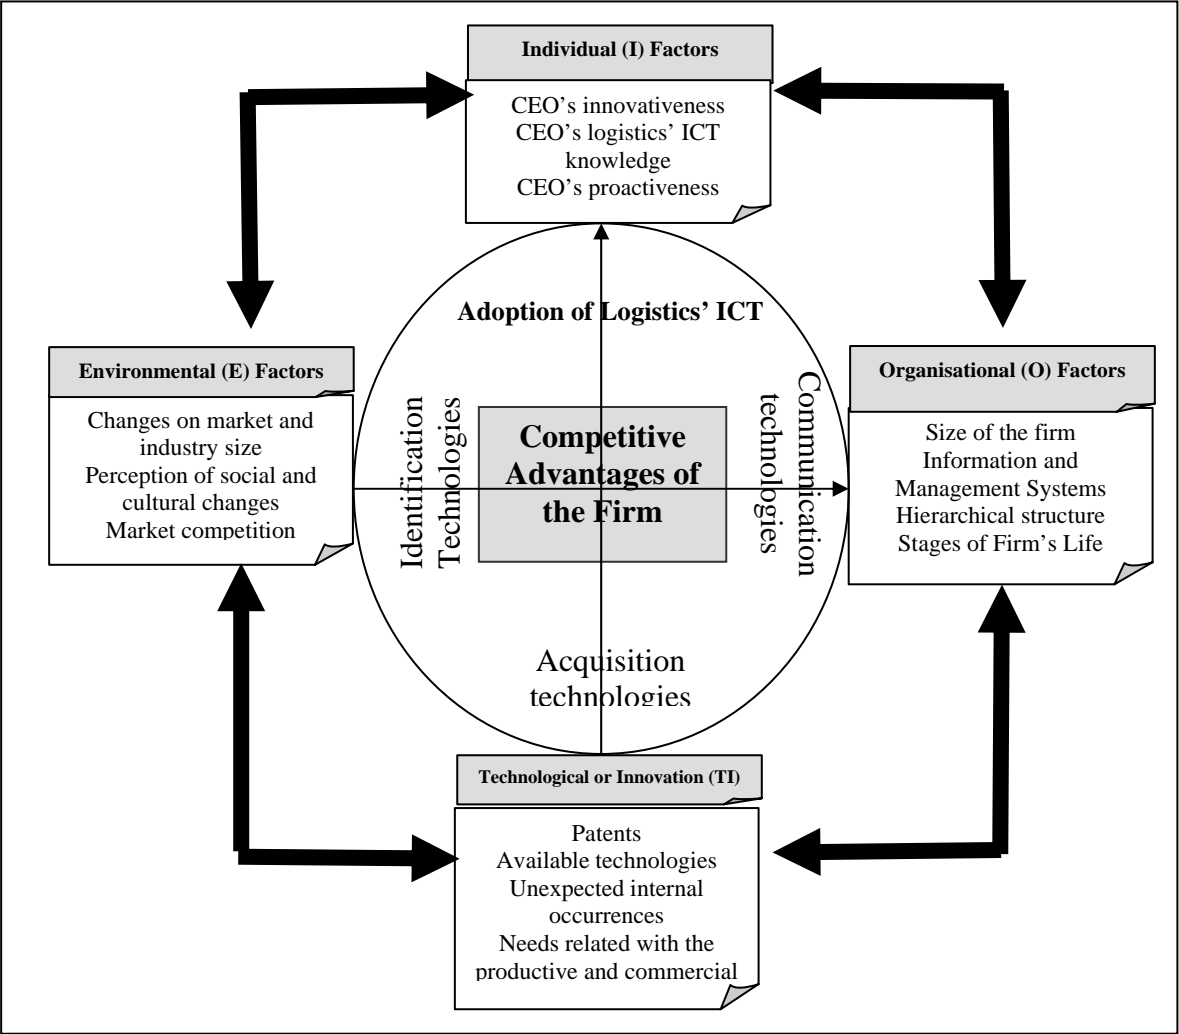 Individual (I) Factors
CEO's innovativeness
CEO's logistics' ICT
knowledge
CEO's proactiveness
Adoption of Logistics' ICT
Environmental (E) Factors
Changes on market and
industry size
Perception of social and
cultural changes
Market competition
Identification
Technologies
Competitive
Advantages of
the Firm
Communication
technologies
Organisational (O) Factors
Size of the firm
Information and
Management Systems
Hierarchical structure
Stages of Firm's Life
Acquisition
technologies
Technological or Innovation (TI)
Patents
Available technologies
Unexpected internal
occurrences
Needs related with the
productive and commercial